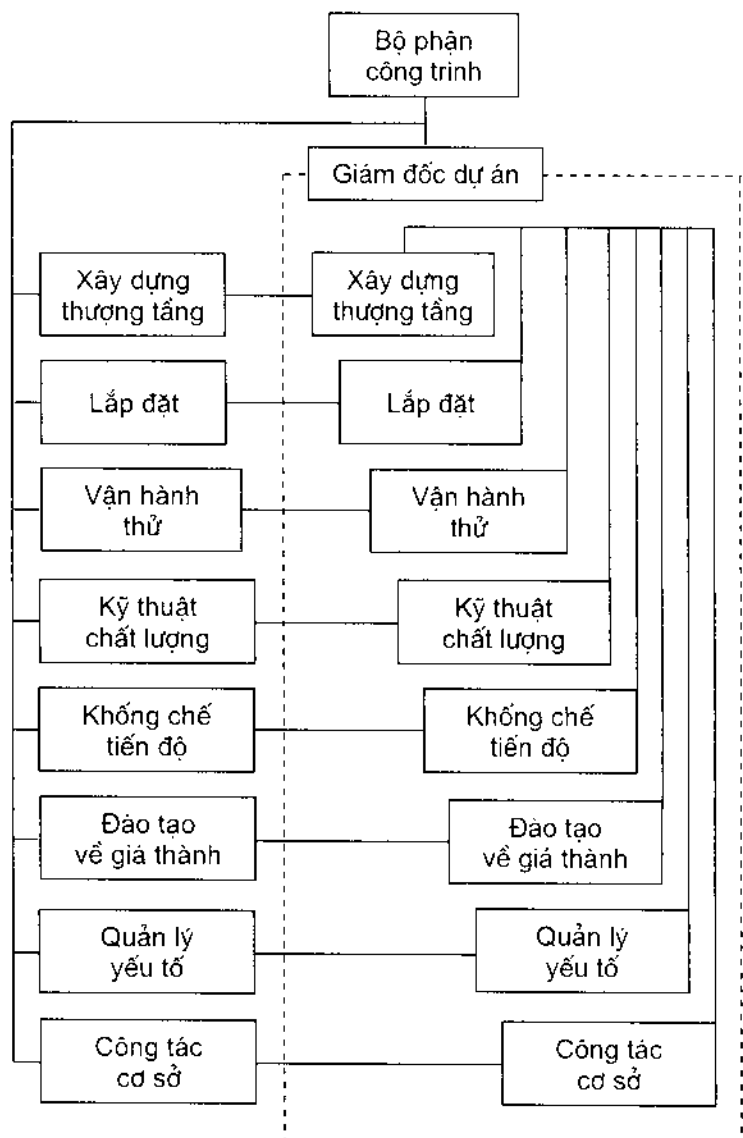 Bộ phận
công trinh
Giám đốc dự án
Xây dựng
thượng tầng
Xây dựng
thượng tầng
Lắp đặt
Lắp đặt
Vận hành
thử
Vận hành
thử
Kỹ thuật
chất lượng
Kỹ thuật
chất lượng
Khống chế
tiến độ
Khống chế
tiến độ
Đào tạo
về giá thành
Đào tạo
về giá thành
Quản lý
yếu tố
Quản lý
yếu tố
Công tác
cơ sở
Công tác
cơ sở